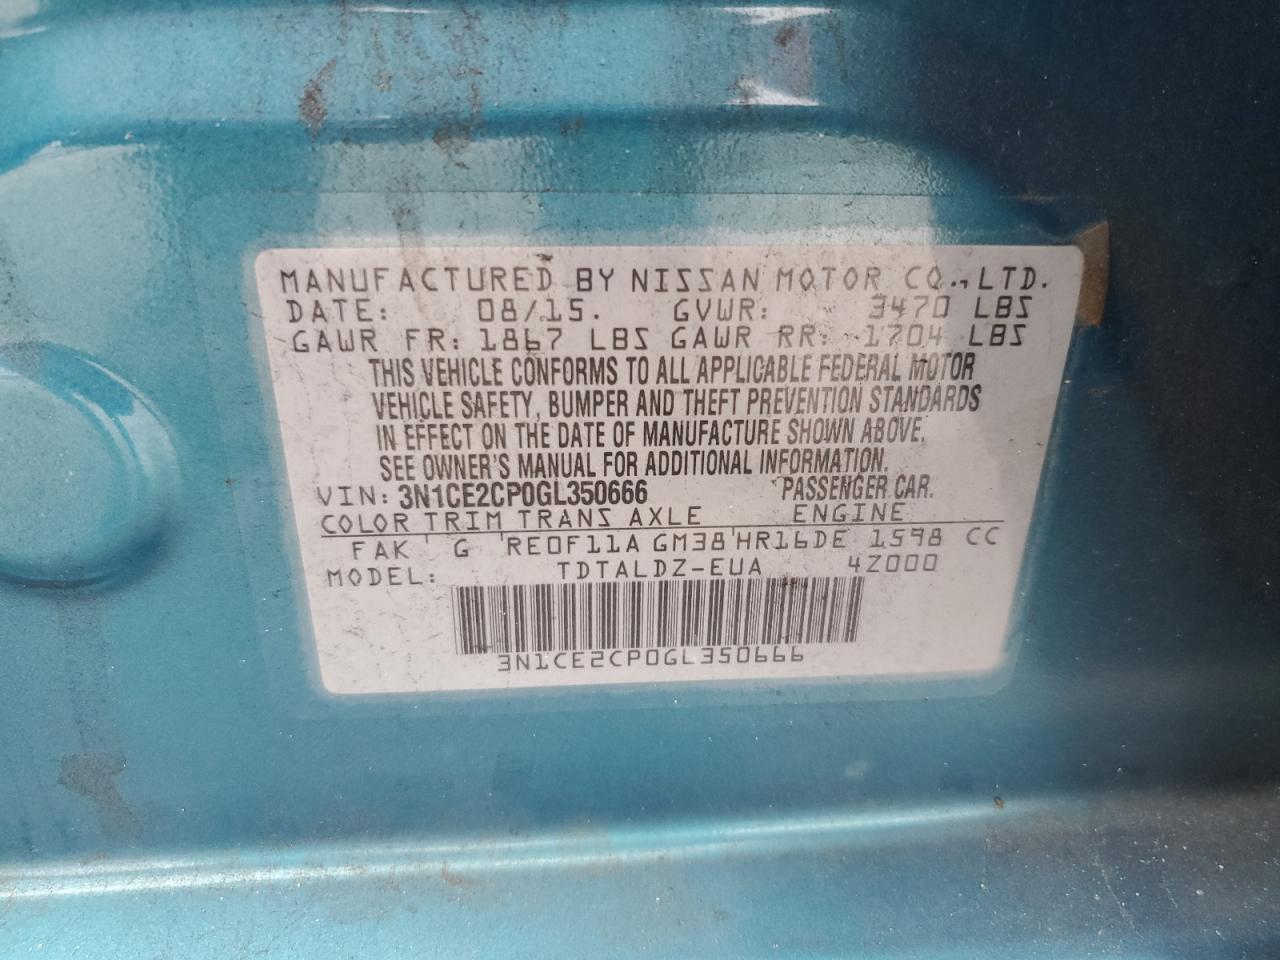 MANUFACTURED BY NISSAN MOTOR CO., LTD.
DATE: 08/15. GVWR: 3470 LBS
GAWR FR: 1867 LBS GAWR RR: 1704 LBS
THIS VEHICLE CONFORMS TO ALL APPLICABLE FEDERAL MOTOR
VEHICLE SAFETY, BUMPER AND THEFT PREVENTION STANDARDS
IN EFFECT ON THE DATE OF MANUFACTURE SHOWN ABOVE.
SEE OWNER'S MANUAL FOR ADDITIONAL INFORMATION.
VIN: 3N1CE2CP0GL350666 PASSENGER CAR.
COLOR TRIM TRANS AXLE ENGINE
FAK G RE0F11A GM38 HR16DE 1598 CC
MODEL: TDTALDZ-EUA 4Z000
3N1CE2CP0GL350666